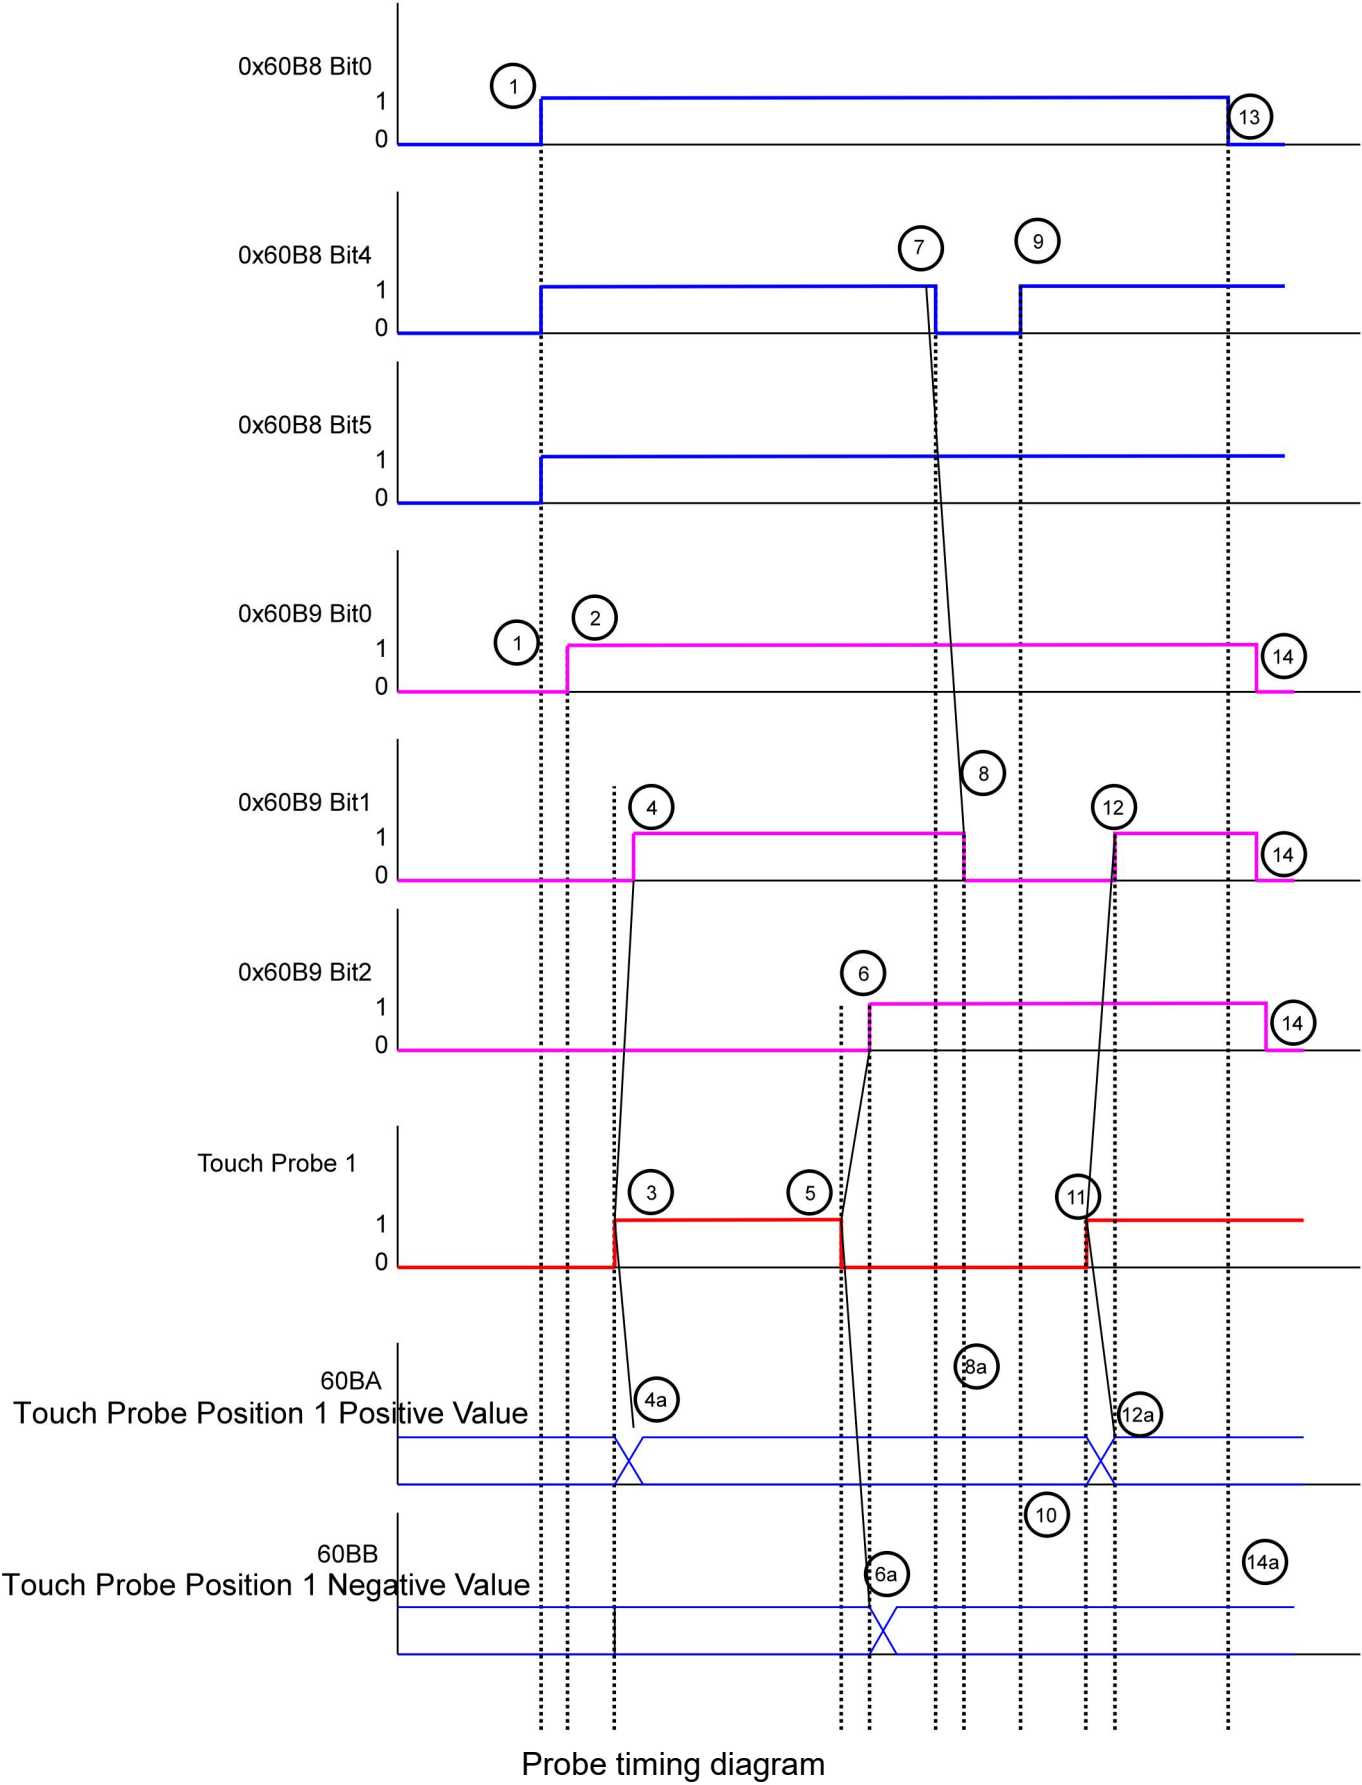 0x60B8 Bit0
1
1
0
13
0x60B8 Bit4
7
9
1
0
0x60B8 Bit5
1
0
0x60B9 Bit0
2
1
1
0
14
0x60B9 Bit1
8
4
12
1
0
14
0x60B9 Bit2
6
1
0
14
Touch Probe 1
3
5
11
1
0
60BA
8a
4a
12a
Touch Probe Position 1 Positive Value
10
60BB
14a
6a
Touch Probe Position 1 Negative Value
Probe timing diagram